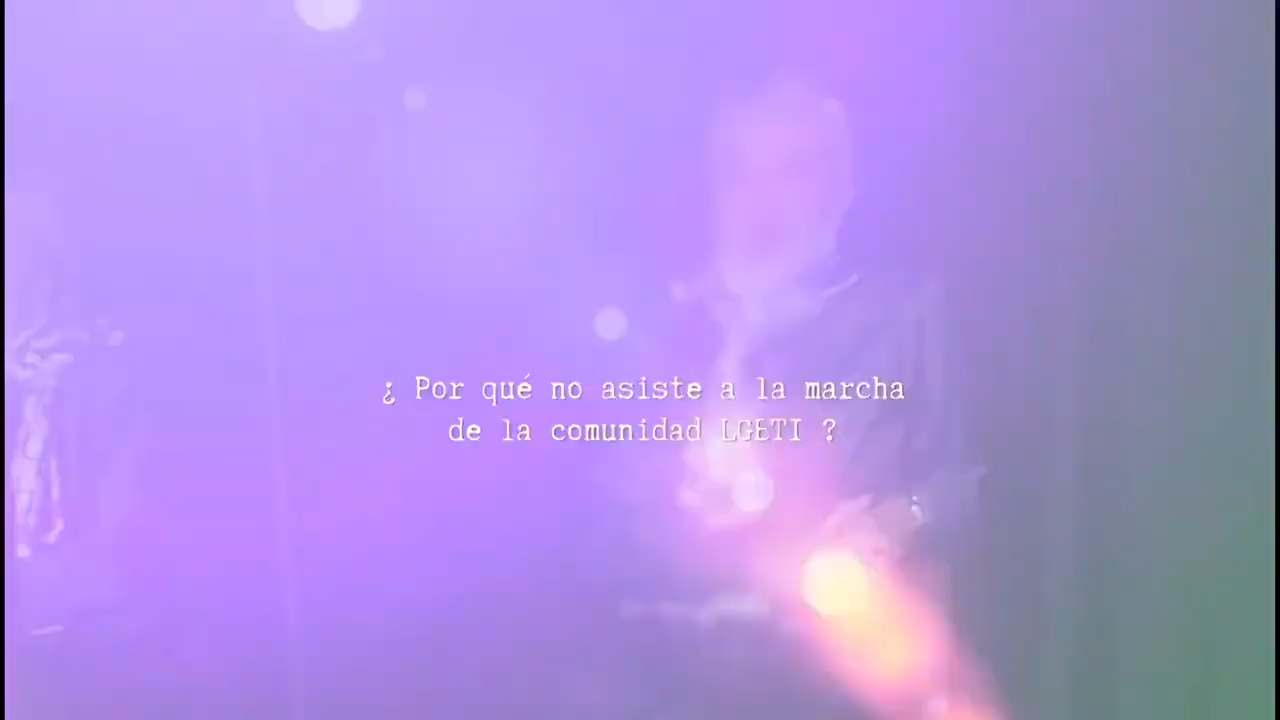 ¿ Por qué no asiste a la marcha
de la comunidad LGBTI ?